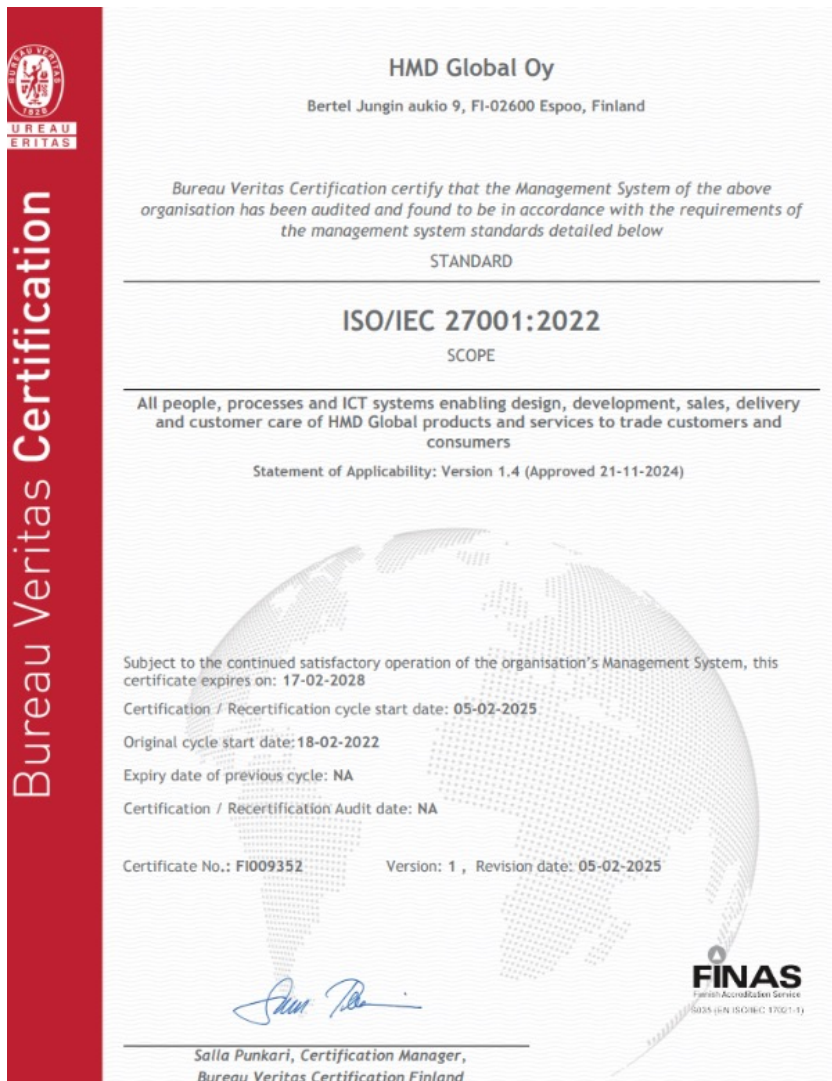 BUREAU VERITAS
1828
UREAU
ERITAS
Bureau Veritas Certification
HMD Global Oy
Bertel Jungin aukio 9, FI-02600 Espoo, Finland
Bureau Veritas Certification certify that the Management System of the above
organisation has been audited and found to be in accordance with the requirements of
the management system standards detailed below
STANDARD
ISO/IEC 27001:2022
SCOPE
All people, processes and ICT systems enabling design, development, sales, delivery
and customer care of HMD Global products and services to trade customers and
consumers
Statement of Applicability: Version 1.4 (Approved 21-11-2024)
Subject to the continued satisfactory operation of the organisation's Management System, this
certificate expires on: 17-02-2028
Certification / Recertification cycle start date: 05-02-2025
Original cycle start date:18-02-2022
Expiry date of previous cycle: NA
Certification / Recertification Audit date: NA
Certificate No.: FI009352 Version: 1 , Revision date: 05-02-2025
FINAS
Finnish Accreditation Service
S035 (EN ISO/IEC 17021-1)
Salla Punkari, Certification Manager,
Bureau Veritas Certification Finland